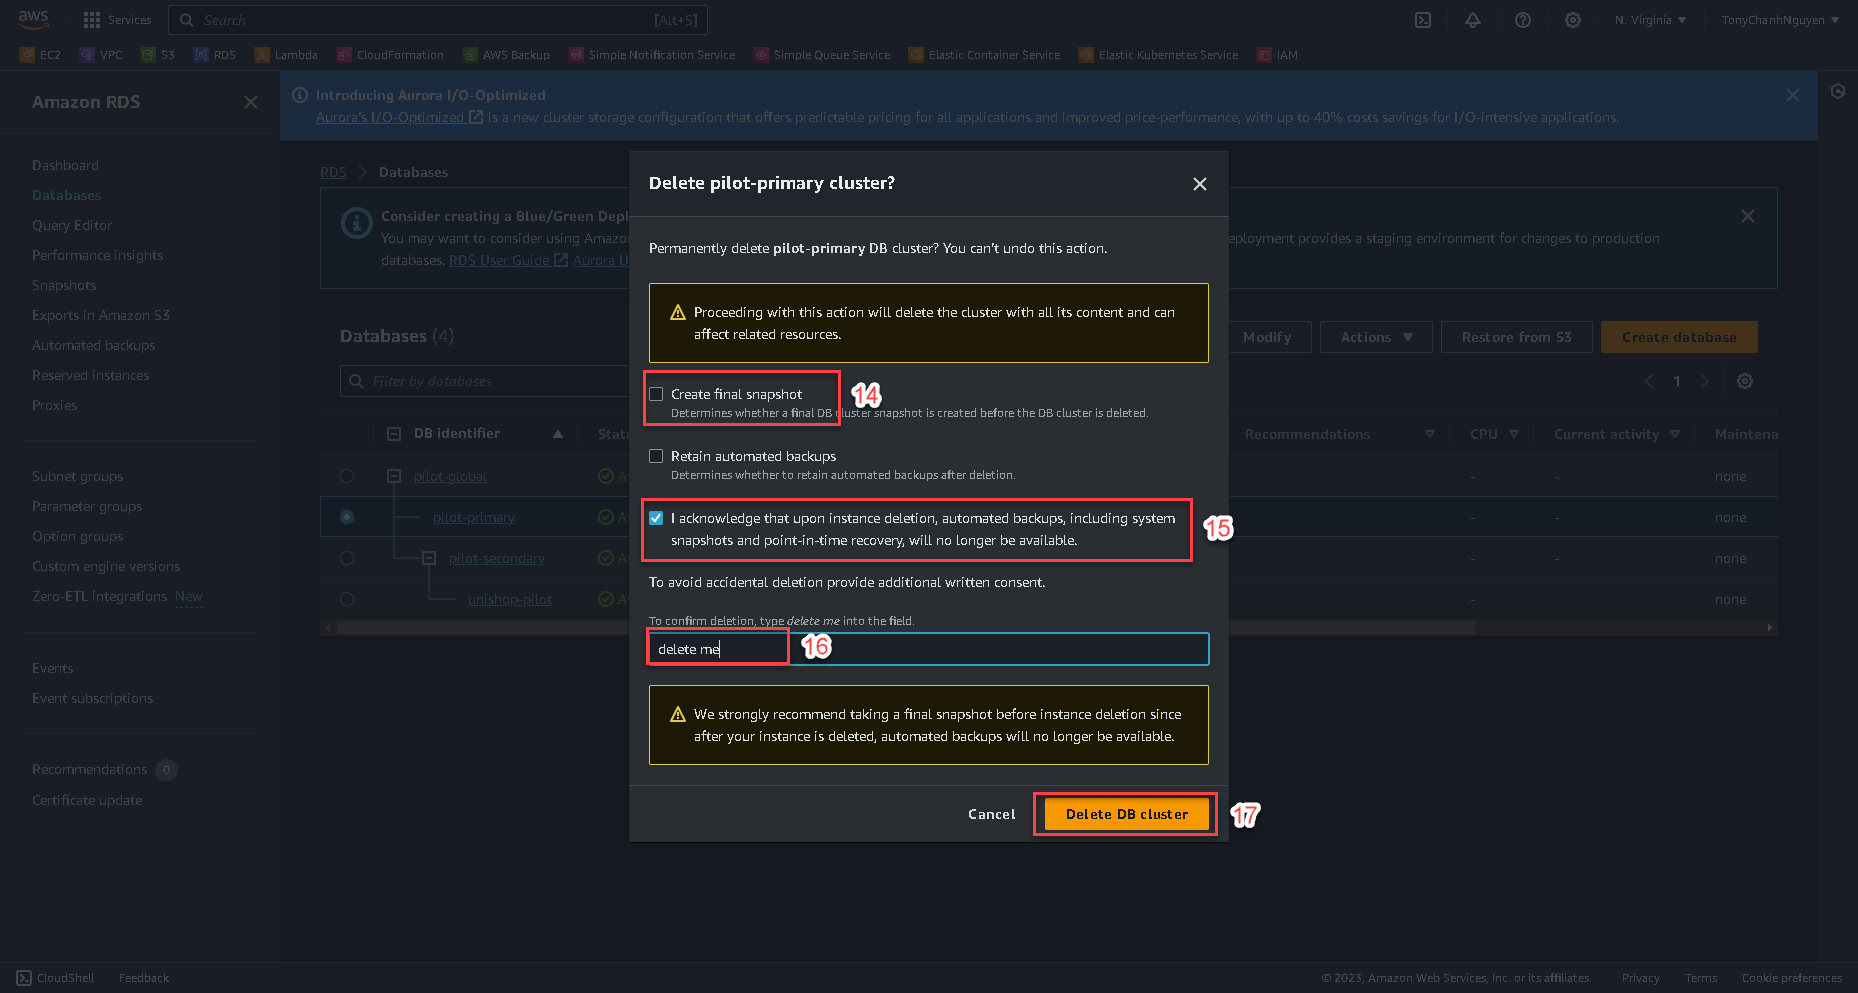 aws
Services
Search
[Alt+S]
N. Virginia
TonyChanhNguyen
EC2
VPC
S3
RDS
Lambda
CloudFormation
AWS Backup
Simple Notification Service
Simple Queue Service
Elastic Container Service
Elastic Kubernetes Service
IAM
Amazon RDS
Dashboard
Databases
Query Editor
Performance insights
Snapshots
Exports in Amazon S3
Automated backups
Reserved instances
Proxies
Subnet groups
Parameter groups
Option groups
Custom engine versions
Zero-ETL integrations New
Events
Event subscriptions
Recommendations 0
Certificate update
Introducing Aurora I/O-Optimized
Aurora's I/O-Optimized is a new cluster storage configuration that offers predictable pricing for all applications and improved price-performance, with up to 40% costs savings for I/O-intensive applications.
RDS
Databases
Consider creating a Blue/Green Depl
You may want to consider using Amazo
eployment provides a staging environment for changes to production
databases. RDS User Guide Aurora U
Databases (4)
Modify
Actions
Restore from S3
Create database
Filter by databases
1
DB identifier
Stat
Recommendations
CPU
Current activity
Maintena
pilot-global
A
-
-
none
pilot-primary
A
-
-
none
pilot-secondary
A
-
-
none
unishop-pilot
A
-
-
none
Delete pilot-primary cluster?
Permanently delete pilot-primary DB cluster? You can't undo this action.
Proceeding with this action will delete the cluster with all its content and can
affect related resources.
Create final snapshot
14
Determines whether a final DB cluster snapshot is created before the DB cluster is deleted.
Retain automated backups
Determines whether to retain automated backups after deletion.
I acknowledge that upon instance deletion, automated backups, including system
snapshots and point-in-time recovery, will no longer be available.
15
To avoid accidental deletion provide additional written consent.
To confirm deletion, type delete me into the field.
delete me
16
We strongly recommend taking a final snapshot before instance deletion since
after your instance is deleted, automated backups will no longer be available.
Cancel
Delete DB cluster
17
CloudShell
Feedback
© 2023, Amazon Web Services, Inc. or its affiliates.
Privacy
Terms
Cookie preferences